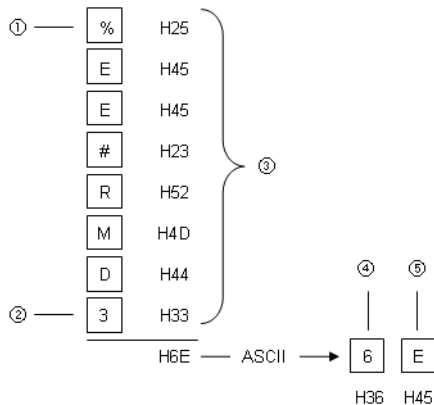 ① % H25
E H45
E H45
# H23 ③
R H52
M H4D
D H44 ④ ⑤
② 3 H33
H6E ASCII 6 E
H36 H45